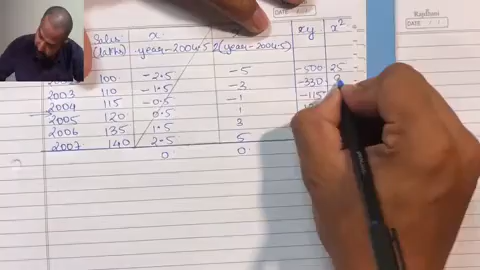 DATE
Rajdhani
DATE
Sales x xy x²
(lakhs) year-2004.5 2(year-2004.5)
100 -2.5 -5 -500 25
2003 110 -1.5 -3 -330
2004 115 -0.5 -1 -115
2005 120 0.5 1
2006 135 1.5 3
2007 140 2.5 5
0 0